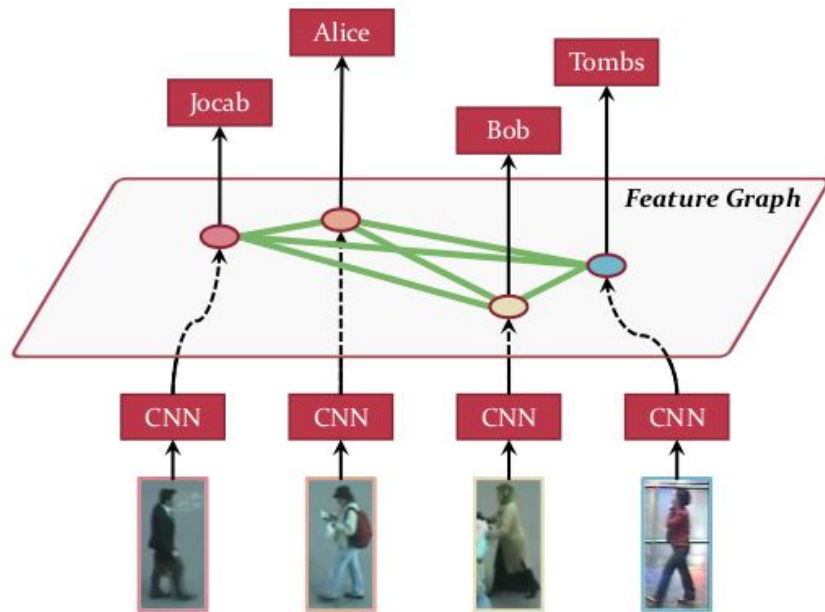 Alice
Tombs
Jocab
Bob
Feature Graph
CNN
CNN
CNN
CNN